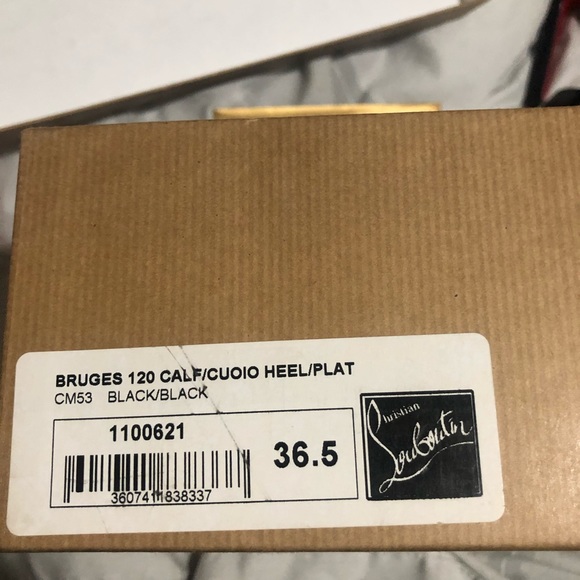 BRUGES 120 CALF/CUOIO HEEL/PLAT
CM53 BLACK/BLACK
1100621
36.5
3607411838337
Christian
Louboutin